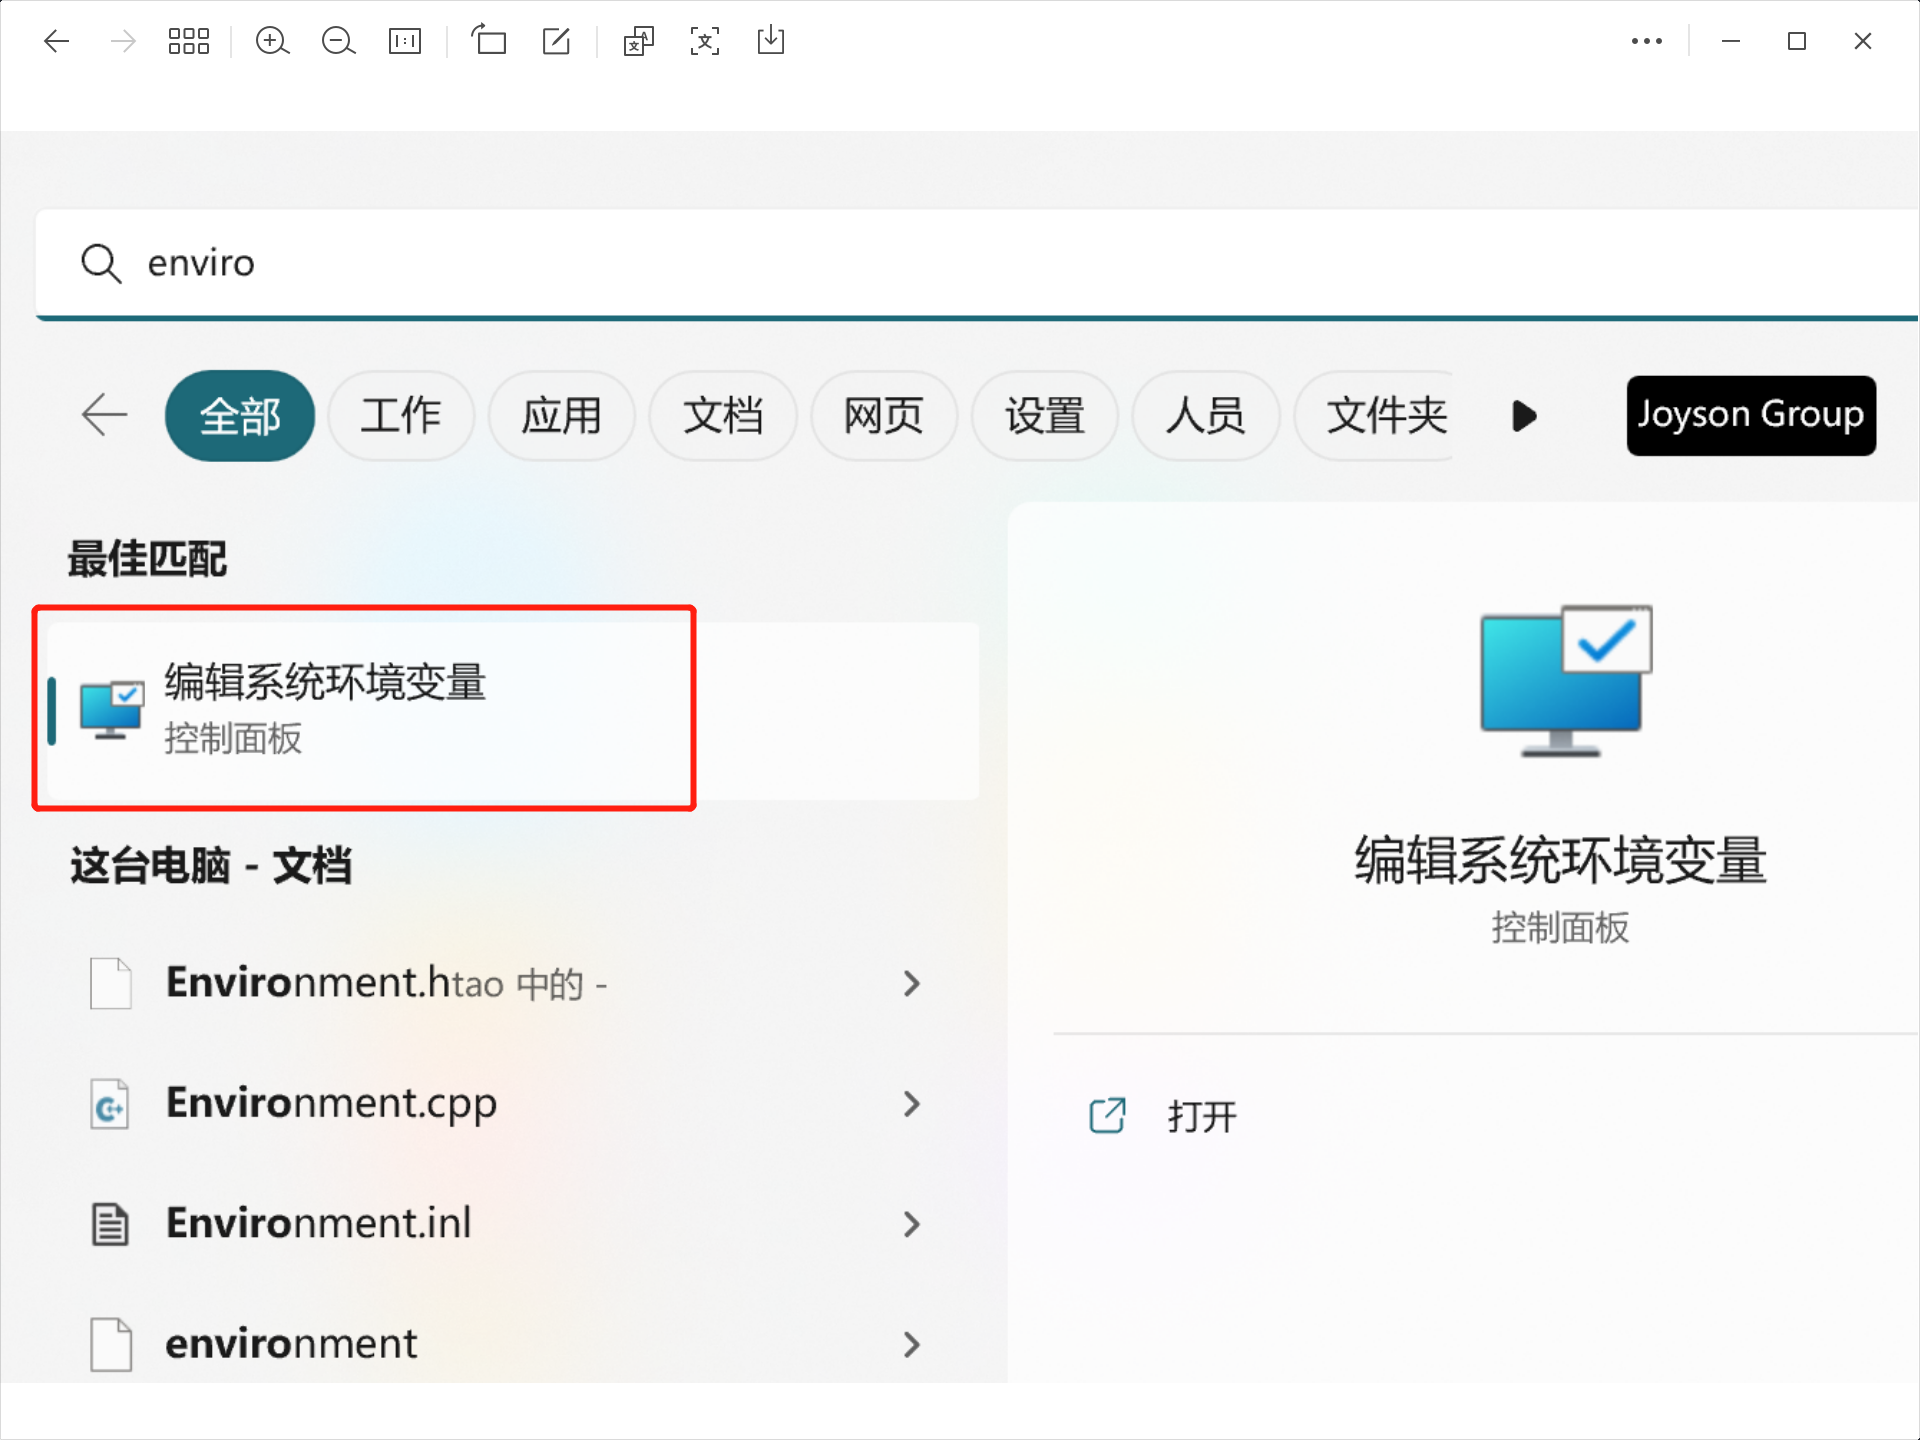 enviro
全部 工作 应用 文档 网页 设置 人员 文件夹 Joyson Group
最佳匹配
编辑系统环境变量
控制面板
这台电脑 - 文档
Environment.htao 中的 -
Environment.cpp
Environment.inl
environment
编辑系统环境变量
控制面板
打开